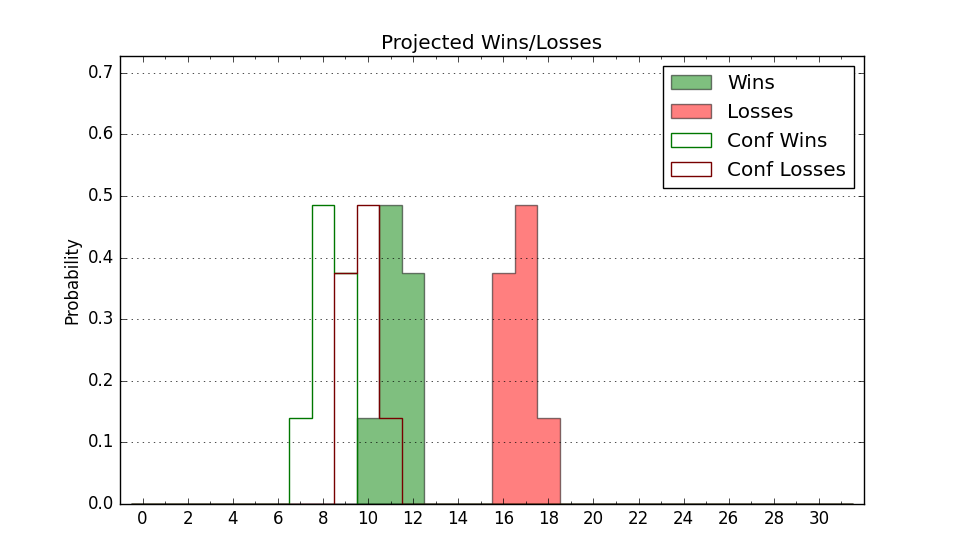 Projected Wins/Losses
Wins
Losses
Conf Wins
Conf Losses
Probability
0.7
0.6
0.5
0.4
0.3
0.2
0.1
0.0
0 2 4 6 8 10 12 14 16 18 20 22 24 26 28 30